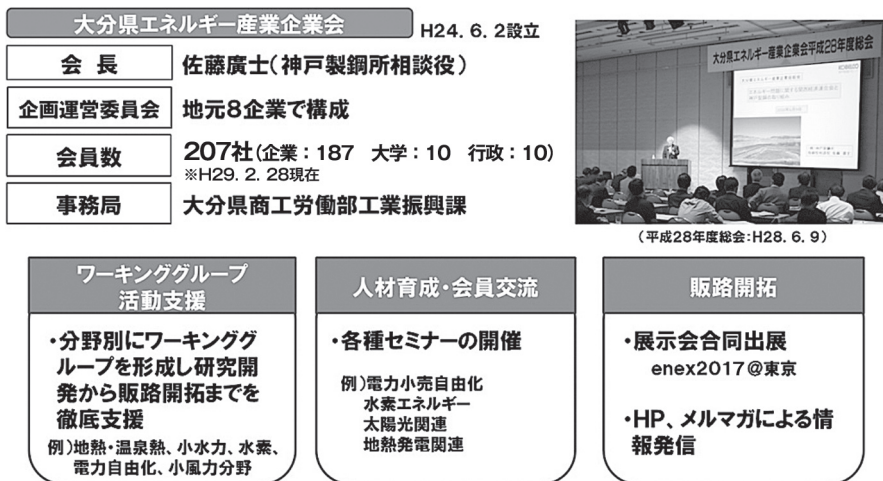 大分県エネルギー産業企業会
H24. 6. 2設立
会 長
佐藤廣士(神戸製鋼所相談役)
企画運営委員会
地元8企業で構成
会員数
207社(企業:187 大学:10 行政:10)
※H29. 2. 28現在
事務局
大分県商工労働部工業振興課
大分県エネルギー産業企業会平成28年度総会
(平成28年度総会:H28. 6. 9)
ワーキンググループ
活動支援
・分野別にワーキンググ
ループを形成し研究開
発から販路開拓までを
徹底支援
例)地熱・温泉熱、小水力、水素、
電力自由化、小風力分野
人材育成・会員交流
・各種セミナーの開催
例)電力小売自由化
水素エネルギー
太陽光関連
地熱発電関連
販路開拓
・展示会合同出展
enex2017@東京
・HP、メルマガによる情
報発信